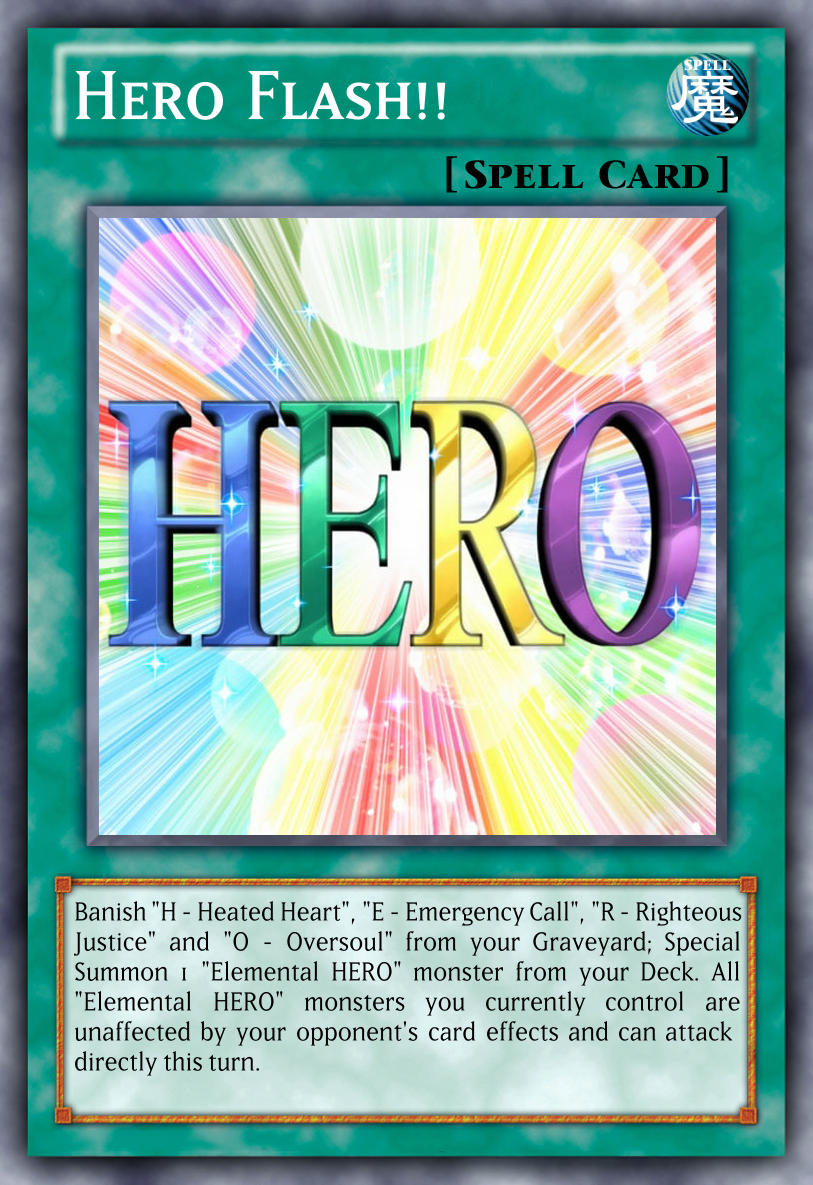 Hero Flash!!
SPELL
魔
[Spell Card]
HERO
Banish "H - Heated Heart", "E - Emergency Call", "R - Righteous
Justice" and "O - Oversoul" from your Graveyard; Special
Summon 1 "Elemental HERO" monster from your Deck. All
"Elemental HERO" monsters you currently control are
unaffected by your opponent's card effects and can attack
directly this turn.